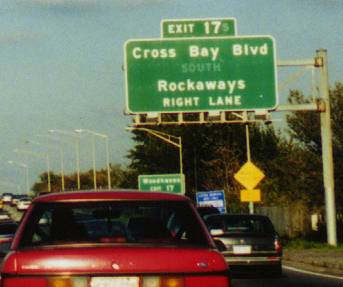 EXIT 17S
Cross Bay Blvd
SOUTH
Rockaways
RIGHT LANE
Woodhaven
EXIT 17